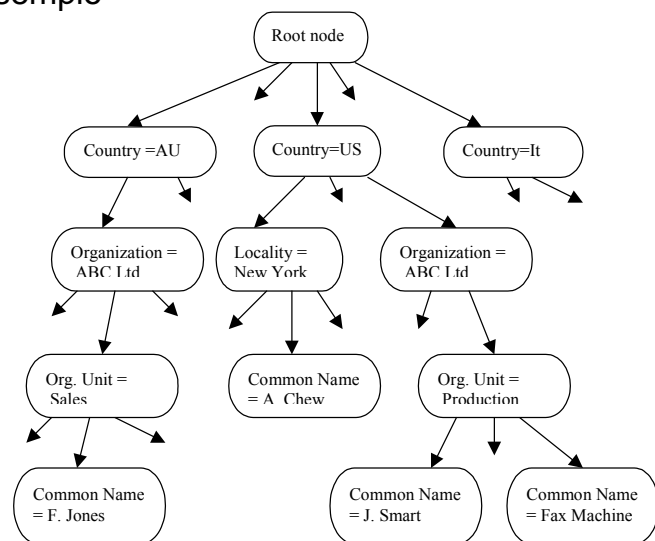 Root node
Country =AU
Country=US
Country=It
Organization =
ABC Ltd
Locality =
New York
Organization =
ABC Ltd
Org. Unit =
Sales
Common Name
= A. Chew
Org. Unit =
Production
Common Name
= F. Jones
Common Name
= J. Smart
Common Name
= Fax Machine